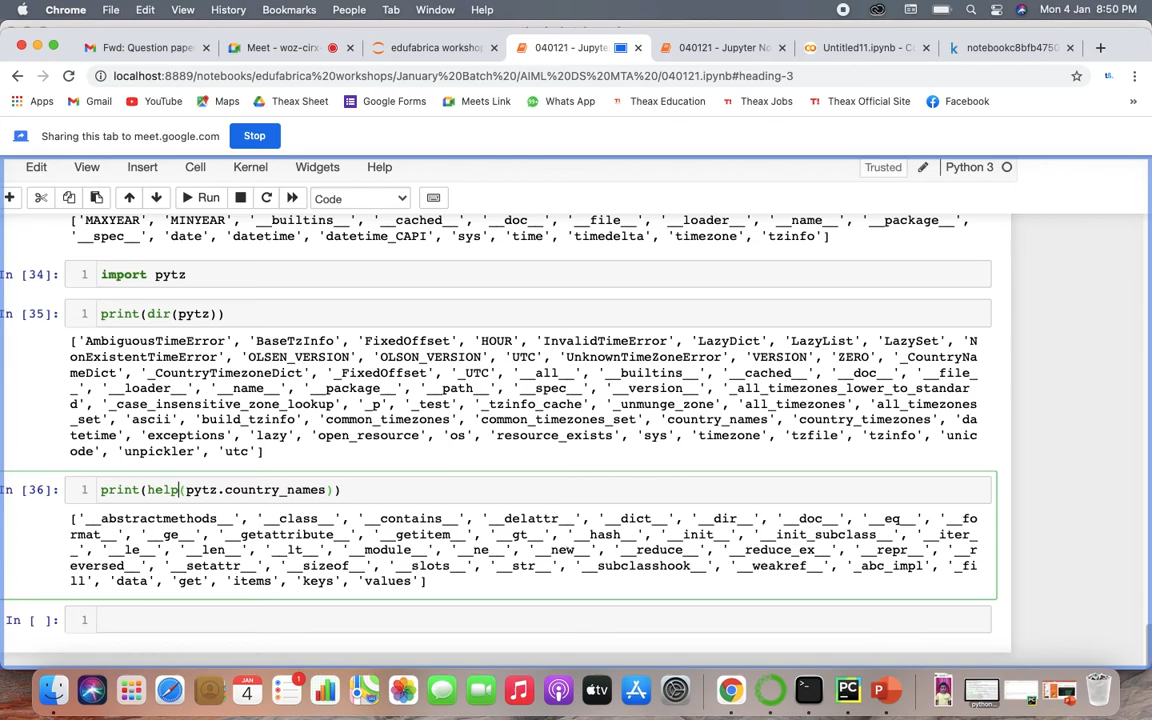 Chrome File Edit View History Bookmarks People Tab Window Help Mon 4 Jan 8:50 PM
Fwd: Question pape Meet - woz-cirx edufabrica workshop 040121 - Jupyte 040121 - Jupyter No Untitled11.ipynb - Co notebookc8bfb4750
localhost:8889/notebooks/edufabrica%20workshops/January%20Batch%20/AIML%20DS%20MTA%20/040121.ipynb#heading-3
Apps Gmail YouTube Maps Theax Sheet Google Forms Meets Link Whats App Theax Education Theax Jobs Theax Official Site Facebook »
Sharing this tab to meet.google.com Stop
Edit View Insert Cell Kernel Widgets Help Trusted Python 3
Run Code
['MAXYEAR', 'MINYEAR', '__builtins__', '__cached__', '__doc__', '__file__', '__loader__', '__name__', '__package__',
'__spec__', 'date', 'datetime', 'datetime_CAPI', 'sys', 'time', 'timedelta', 'timezone', 'tzinfo']
n [34]: 1 import pytz
n [35]: 1 print(dir(pytz))
['AmbiguousTimeError', 'BaseTzInfo', 'FixedOffset', 'HOUR', 'InvalidTimeError', 'LazyDict', 'LazyList', 'LazySet', 'N
onExistentTimeError', 'OLSEN_VERSION', 'OLSON_VERSION', 'UTC', 'UnknownTimeZoneError', 'VERSION', 'ZERO', '_CountryNa
meDict', '_CountryTimezoneDict', '_FixedOffset', '_UTC', '__all__', '__builtins__', '__cached__', '__doc__', '__file_
_', '__loader__', '__name__', '__package__', '__path__', '__spec__', '__version__', '_all_timezones_lower_to_standar
d', '_case_insensitive_zone_lookup', '_p', '_test', '_tzinfo_cache', '_unmunge_zone', 'all_timezones', 'all_timezones
_set', 'ascii', 'build_tzinfo', 'common_timezones', 'common_timezones_set', 'country_names', 'country_timezones', 'da
tetime', 'exceptions', 'lazy', 'open_resource', 'os', 'resource_exists', 'sys', 'timezone', 'tzfile', 'tzinfo', 'unic
ode', 'unpickler', 'utc']
n [36]: 1 print(help(pytz.country_names))
['__abstractmethods__', '__class__', '__contains__', '__delattr__', '__dict__', '__dir__', '__doc__', '__eq__', '__fo
rmat__', '__ge__', '__getattribute__', '__getitem__', '__gt__', '__hash__', '__init__', '__init_subclass__', '__iter_
_', '__le__', '__len__', '__lt__', '__module__', '__ne__', '__new__', '__reduce__', '__reduce_ex__', '__repr__', '__r
eversed__', '__setattr__', '__sizeof__', '__slots__', '__str__', '__subclasshook__', '__weakref__', '_abc_impl', '_fi
ll', 'data', 'get', 'items', 'keys', 'values']
In [ ]: 1
JAN 4 1 tv PC P
python